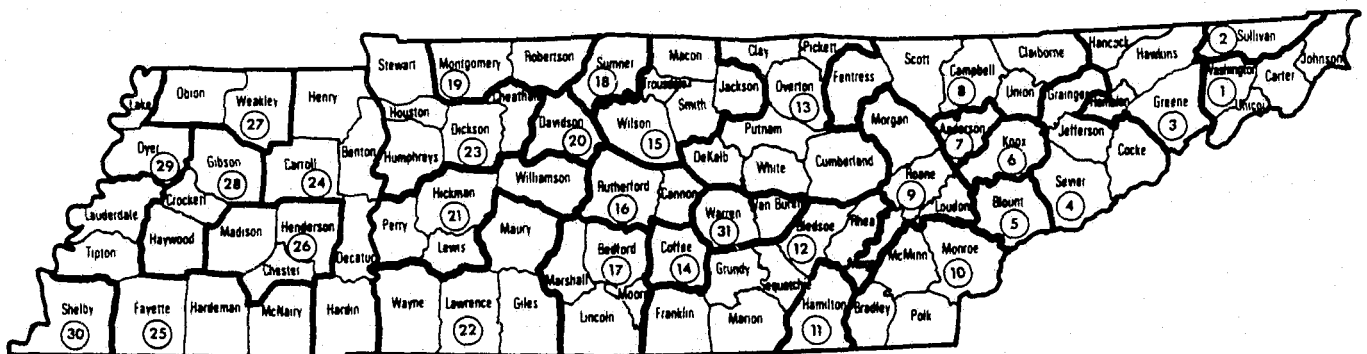 Lake
Obion
Weakley
27
Henry
Stewart
Montgomery
19
Robertson
Sumner
18
Macon
Trousdale
Clay
Pickett
Jackson
Overton
13
Fentress
Scott
Campbell
8
Claiborne
Union
Hancock
Hawkins
Grainger
Hamblen
2
Sullivan
Washington
1
Carter
Johnson
Unicoi
Greene
3
Houston
Dickson
23
Cheatham
Davidson
20
Wilson
15
Smith
Putnam
Morgan
Anderson
7
Knox
6
Jefferson
Cocke
Sevier
4
Dyer
29
Gibson
28
Crockett
Carroll
24
Benton
Humphreys
Hickman
21
Williamson
Rutherford
16
Cannon
DeKalb
White
Cumberland
Roane
9
Loudon
Blount
5
Lauderdale
Tipton
Haywood
Madison
Henderson
26
Chester
Decatur
Perry
Lewis
Maury
Marshall
Bedford
17
Moore
Coffee
14
Warren
31
Van Buren
Bledsoe
12
Rhea
Grundy
Sequatchie
McMinn
Monroe
10
Shelby
30
Fayette
25
Hardeman
McNairy
Hardin
Wayne
Lawrence
22
Giles
Lincoln
Franklin
Marion
Hamilton
11
Bradley
Polk